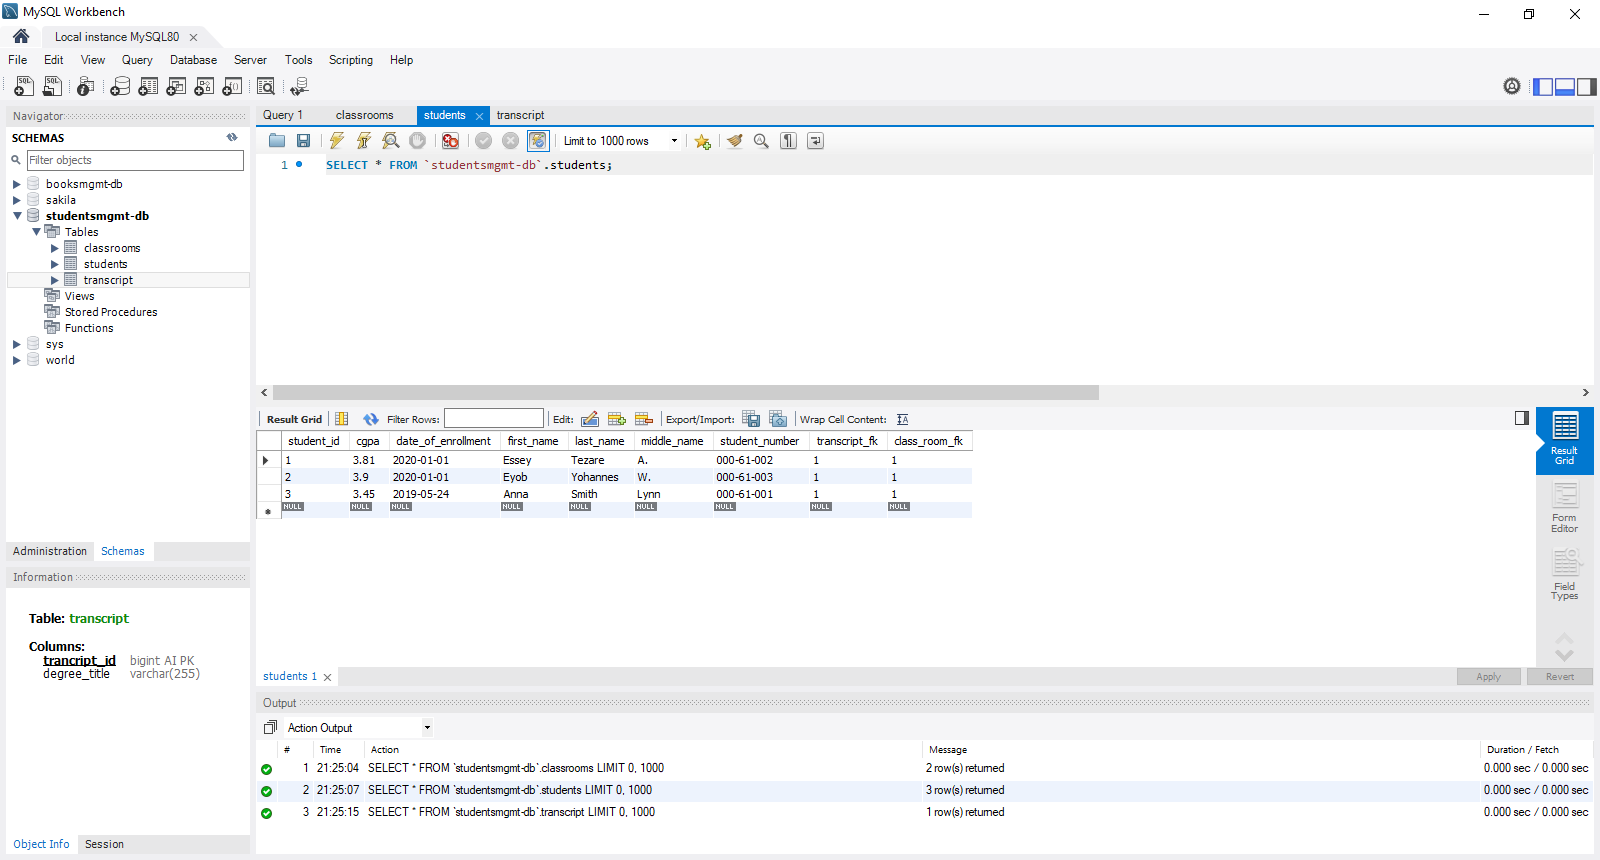 MySQL Workbench
Local instance MySQL80
File Edit View Query Database Server Tools Scripting Help
Navigator
SCHEMAS
Filter objects
booksmgmt-db
sakila
studentsmgmt-db
Tables
classrooms
students
transcript
Views
Stored Procedures
Functions
sys
world
Administration Schemas
Information
Table: transcript
Columns:
trancript_id bigint AI PK
degree_title varchar(255)
Object Info Session
Query 1 classrooms students transcript
Limit to 1000 rows
1 SELECT * FROM `studentsmgmt-db`.students;
Result Grid Filter Rows: Edit: Export/Import: Wrap Cell Content:
student_id cgpa date_of_enrollment first_name last_name middle_name student_number transcript_fk class_room_fk
1 3.81 2020-01-01 Essey Tezare A. 000-61-002 1 1
2 3.9 2020-01-01 Eyob Yohannes W. 000-61-003 1 1
3 3.45 2019-05-24 Anna Smith Lynn 000-61-001 1 1
NULL NULL NULL NULL NULL NULL NULL NULL NULL
Result Grid
Form Editor
Field Types
students 1 Apply Revert
Output
Action Output
# Time Action Message Duration / Fetch
1 21:25:04 SELECT * FROM `studentsmgmt-db`.classrooms LIMIT 0, 1000 2 row(s) returned 0.000 sec / 0.000 sec
2 21:25:07 SELECT * FROM `studentsmgmt-db`.students LIMIT 0, 1000 3 row(s) returned 0.000 sec / 0.000 sec
3 21:25:15 SELECT * FROM `studentsmgmt-db`.transcript LIMIT 0, 1000 1 row(s) returned 0.000 sec / 0.000 sec